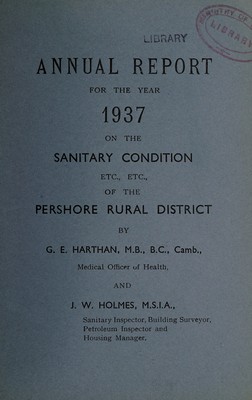 LIBRARY
LIBRARY
ANNUAL REPORT
FOR THE YEAR
1937
ON THE
SANITARY CONDITION
ETC., ETC.,
OF THE
PERSHORE RURAL DISTRICT
BY
G. E. HARTHAN, M.B., B.C., Camb.,
Medical Officer of Health,
AND
J. W. HOLMES, M.S.I.A.,
Sanitary Inspector, Building Surveyor,
Petroleum Inspector and
Housing Manager.